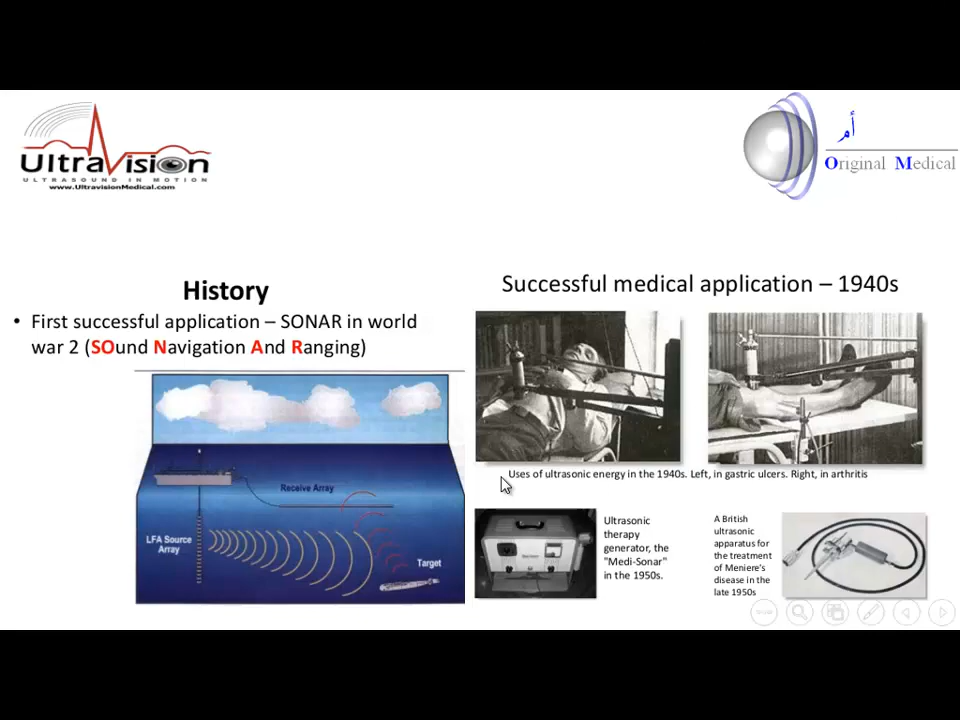 UltraVision
ULTRASOUND IN MOTION
www.UltravisionMedical.com
أم
Original Medical
History
• First successful application – SONAR in world
war 2 (SOund Navigation And Ranging)
Receive Array
LFA Source
Array
Target
Successful medical application – 1940s
Uses of ultrasonic energy in the 1940s. Left, in gastric ulcers. Right, in arthritis
Ultrasonic
therapy
generator, the
"Medi-Sonar"
in the 1950s.
A British
ultrasonic
apparatus for
the treatment
of Meniere's
disease in the
late 1950s